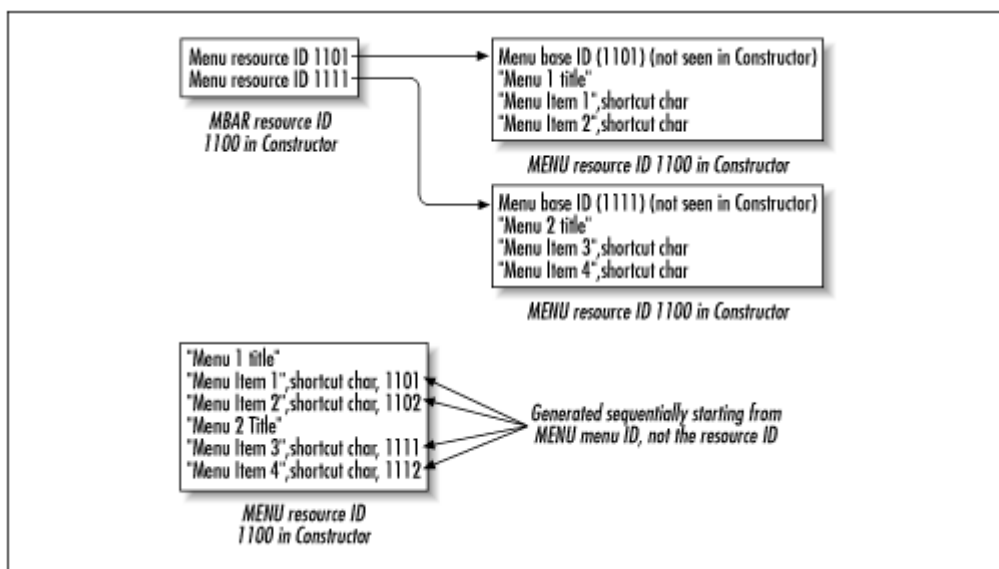 Menu resource ID 1101
Menu resource ID 1111
MBAR resource ID
1100 in Constructor
Menu base ID (1101) (not seen in Constructor)
"Menu 1 title"
"Menu Item 1",shortcut char
"Menu Item 2",shortcut char
MENU resource ID 1100 in Constructor
Menu base ID (1111) (not seen in Constructor)
"Menu 2 title"
"Menu Item 3",shortcut char
"Menu Item 4",shortcut char
MENU resource ID 1100 in Constructor
"Menu 1 title"
"Menu Item 1",shortcut char, 1101
"Menu Item 2",shortcut char, 1102
"Menu 2 Title"
"Menu Item 3",shortcut char, 1111
"Menu Item 4",shortcut char, 1112
MENU resource ID
1100 in Constructor
Generated sequentially starting from
MENU menu ID, not the resource ID